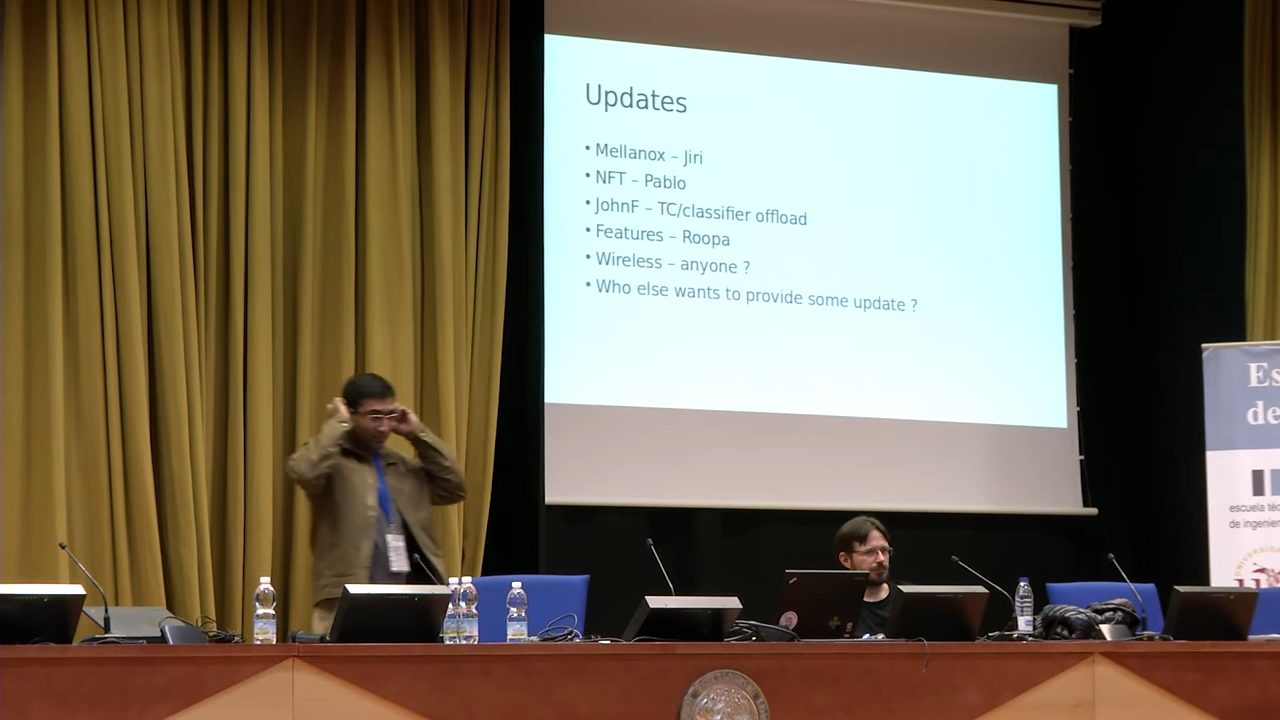 Updates
• Mellanox – Jiri
• NFT – Pablo
• JohnF – TC/classifier offload
• Features – Roopa
• Wireless – anyone ?
• Who else wants to provide some update ?
Es
de
escuela téc
de ingenier